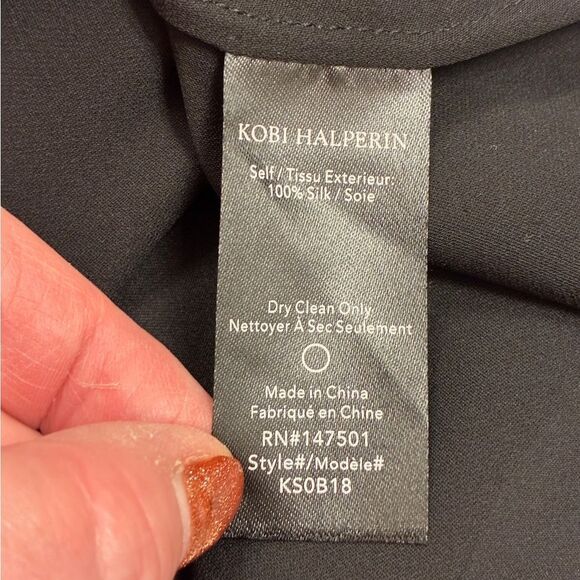 KOBI HALPERIN
Self / Tissu Exterieur:
100% Silk / Soie
Dry Clean Only
Nettoyer À Sec Seulement
Made in China
Fabriqué en Chine
RN#147501
Style#/Modèle#
KS0B18